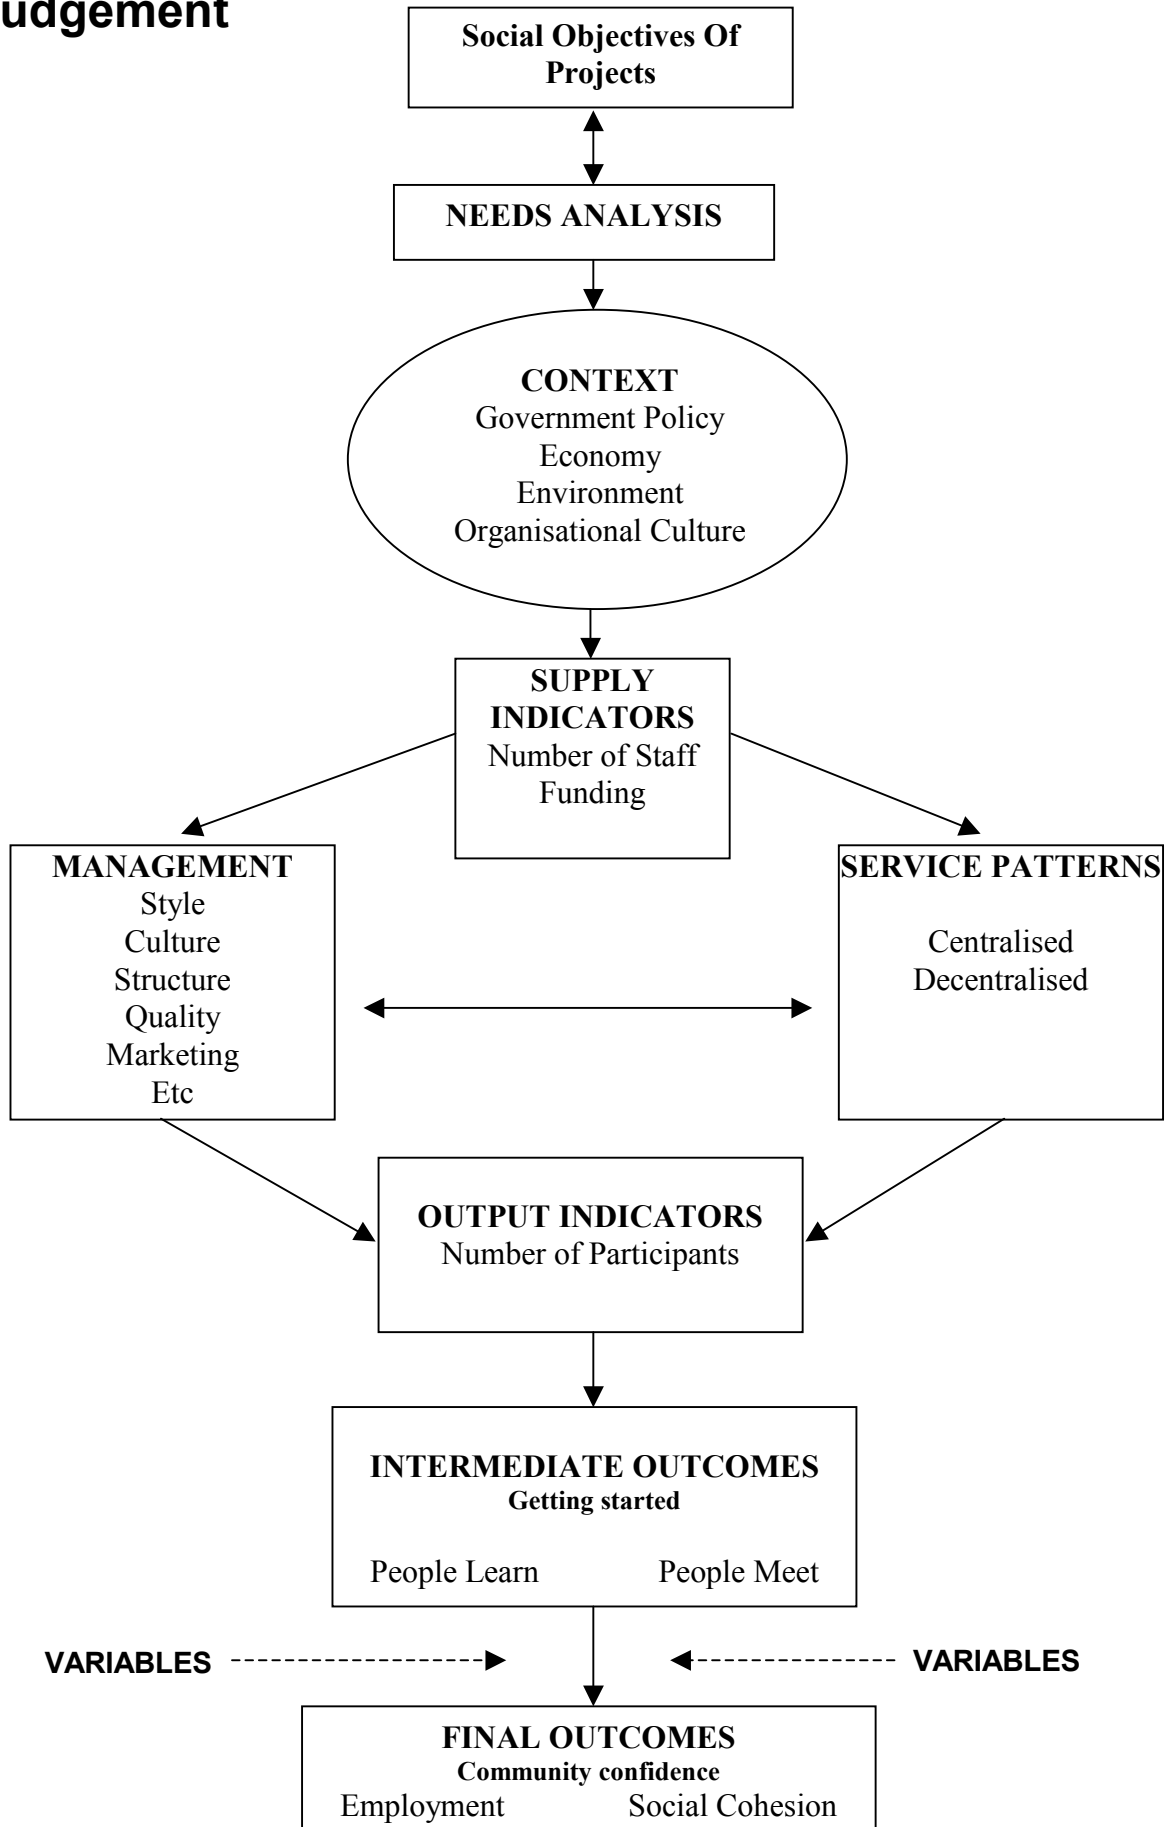 udgement
Social Objectives Of
Projects
NEEDS ANALYSIS
CONTEXT
Government Policy
Economy
Environment
Organisational Culture
SUPPLY
INDICATORS
Number of Staff
Funding
MANAGEMENT
Style
Culture
Structure
Quality
Marketing
Etc
SERVICE PATTERNS
Centralised
Decentralised
OUTPUT INDICATORS
Number of Participants
INTERMEDIATE OUTCOMES
Getting started
People Learn People Meet
VARIABLES VARIABLES
FINAL OUTCOMES
Community confidence
Employment Social Cohesion